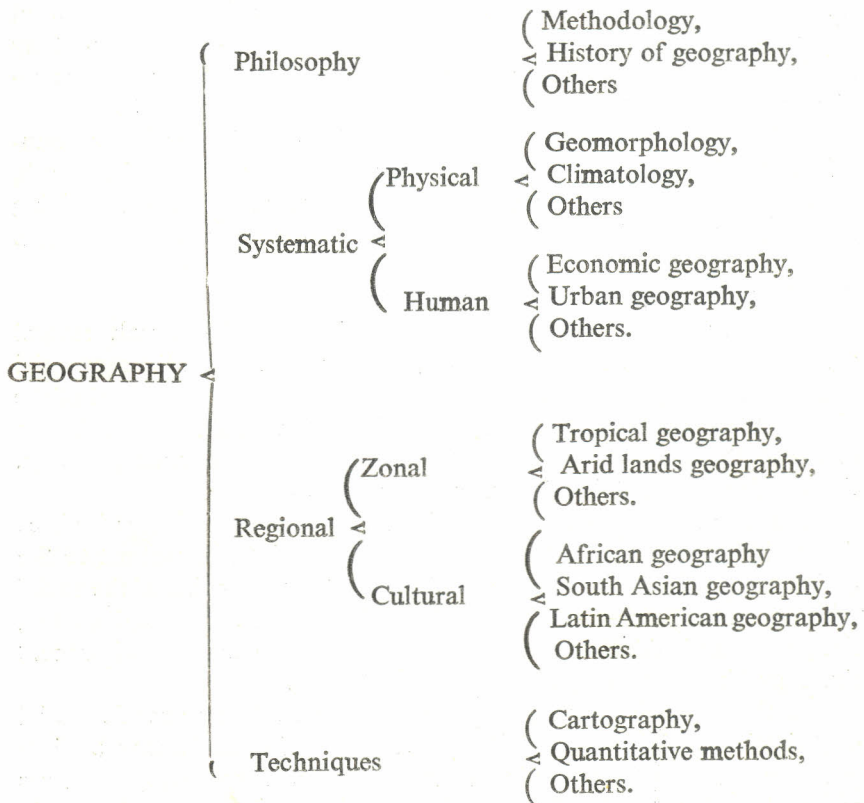 Methodology,
Philosophy
History of geography,
Others
Geomorphology,
Physical
Climatology,
Others
Systematic
Economic geography,
Human
Urban geography,
Others.
GEOGRAPHY
Tropical geography,
Zonal
Arid lands geography,
Others.
Regional
African geography
Cultural
South Asian geography,
Latin American geography,
Others.
Cartography,
Techniques
Quantitative methods,
Others.